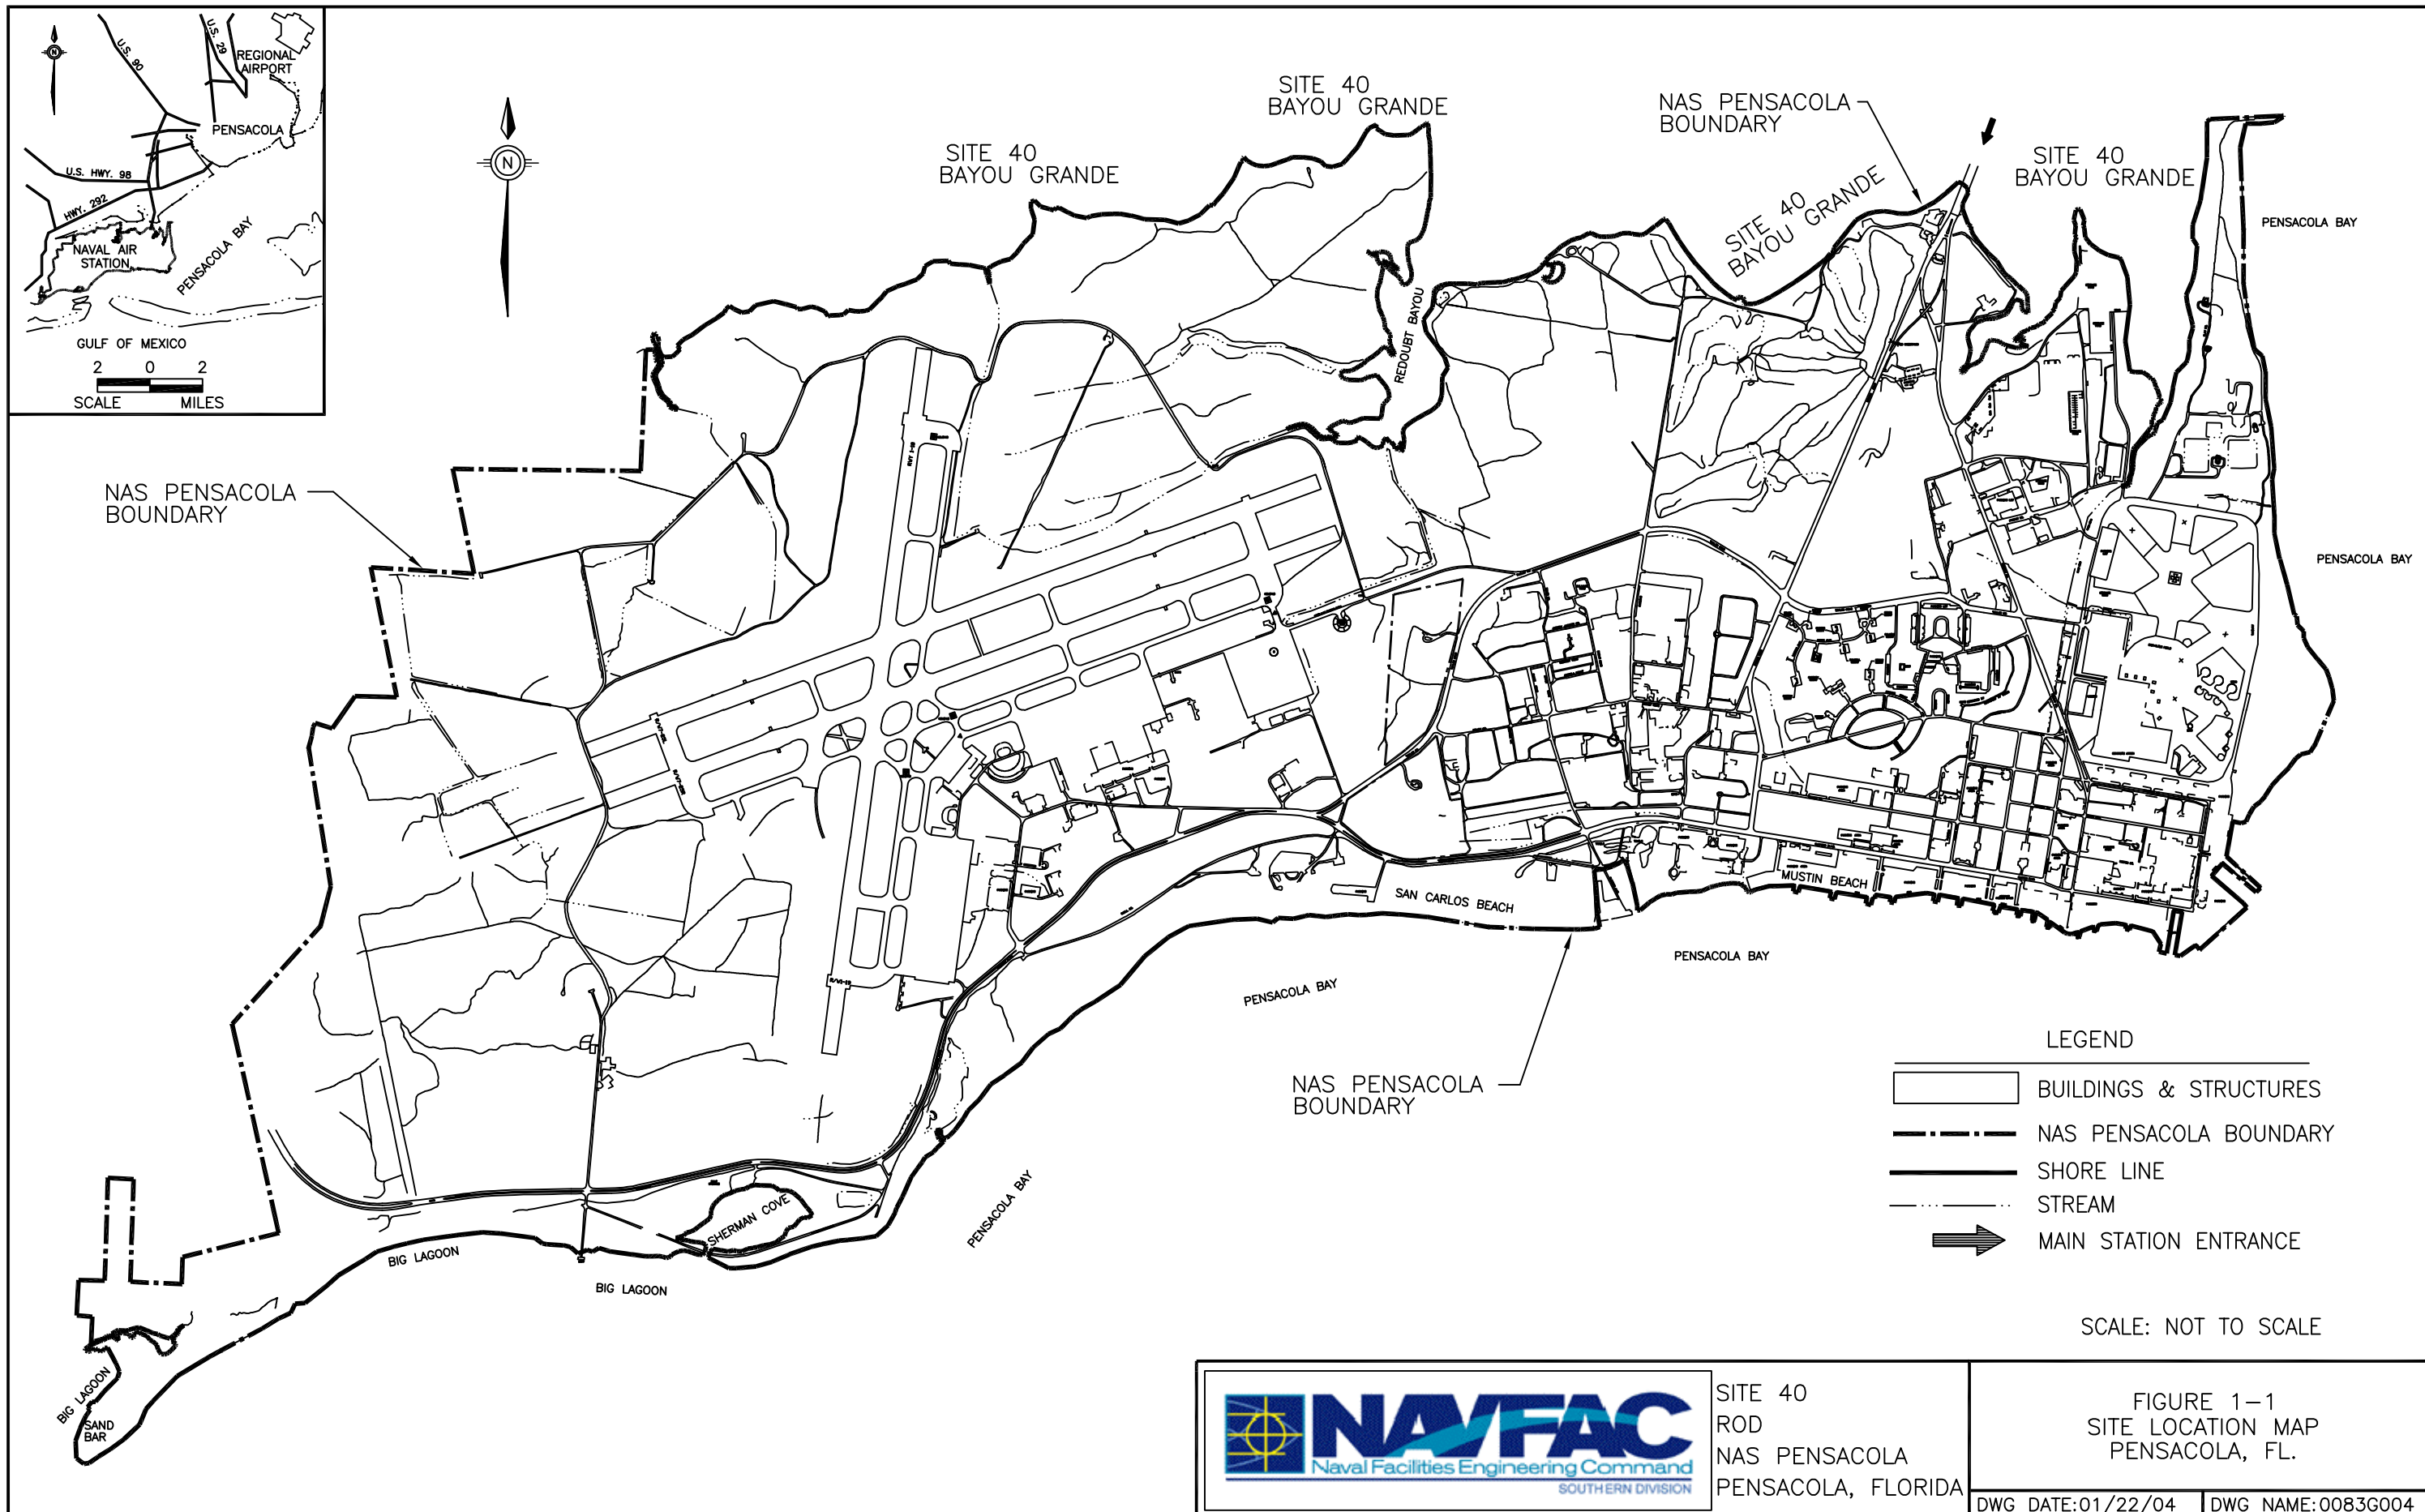 U.S. 90
U.S. 29
REGIONAL
AIRPORT
PENSACOLA
U.S. HWY. 98
HWY. 292
NAVAL AIR
STATION
PENSACOLA BAY
GULF OF MEXICO
2 0 2
SCALE MILES
N
N
SITE 40
BAYOU GRANDE
SITE 40
BAYOU GRANDE
NAS PENSACOLA
BOUNDARY
SITE 40
BAYOU GRANDE
SITE 40
BAYOU GRANDE
PENSACOLA BAY
REDOUBT BAYOU
NAS PENSACOLA
BOUNDARY
PENSACOLA BAY
MUSTIN BEACH
SAN CARLOS BEACH
PENSACOLA BAY
PENSACOLA BAY
NAS PENSACOLA
BOUNDARY
PENSACOLA BAY
SHERMAN COVE
BIG LAGOON
BIG LAGOON
BIG LAGOON
SAND
BAR
LEGEND
BUILDINGS & STRUCTURES
NAS PENSACOLA BOUNDARY
SHORE LINE
STREAM
MAIN STATION ENTRANCE
SCALE: NOT TO SCALE
NAVFAC
Naval Facilities Engineering Command
SOUTHERN DIVISION
SITE 40
ROD
NAS PENSACOLA
PENSACOLA, FLORIDA
FIGURE 1-1
SITE LOCATION MAP
PENSACOLA, FL.
DWG DATE:01/22/04
DWG NAME:0083G004